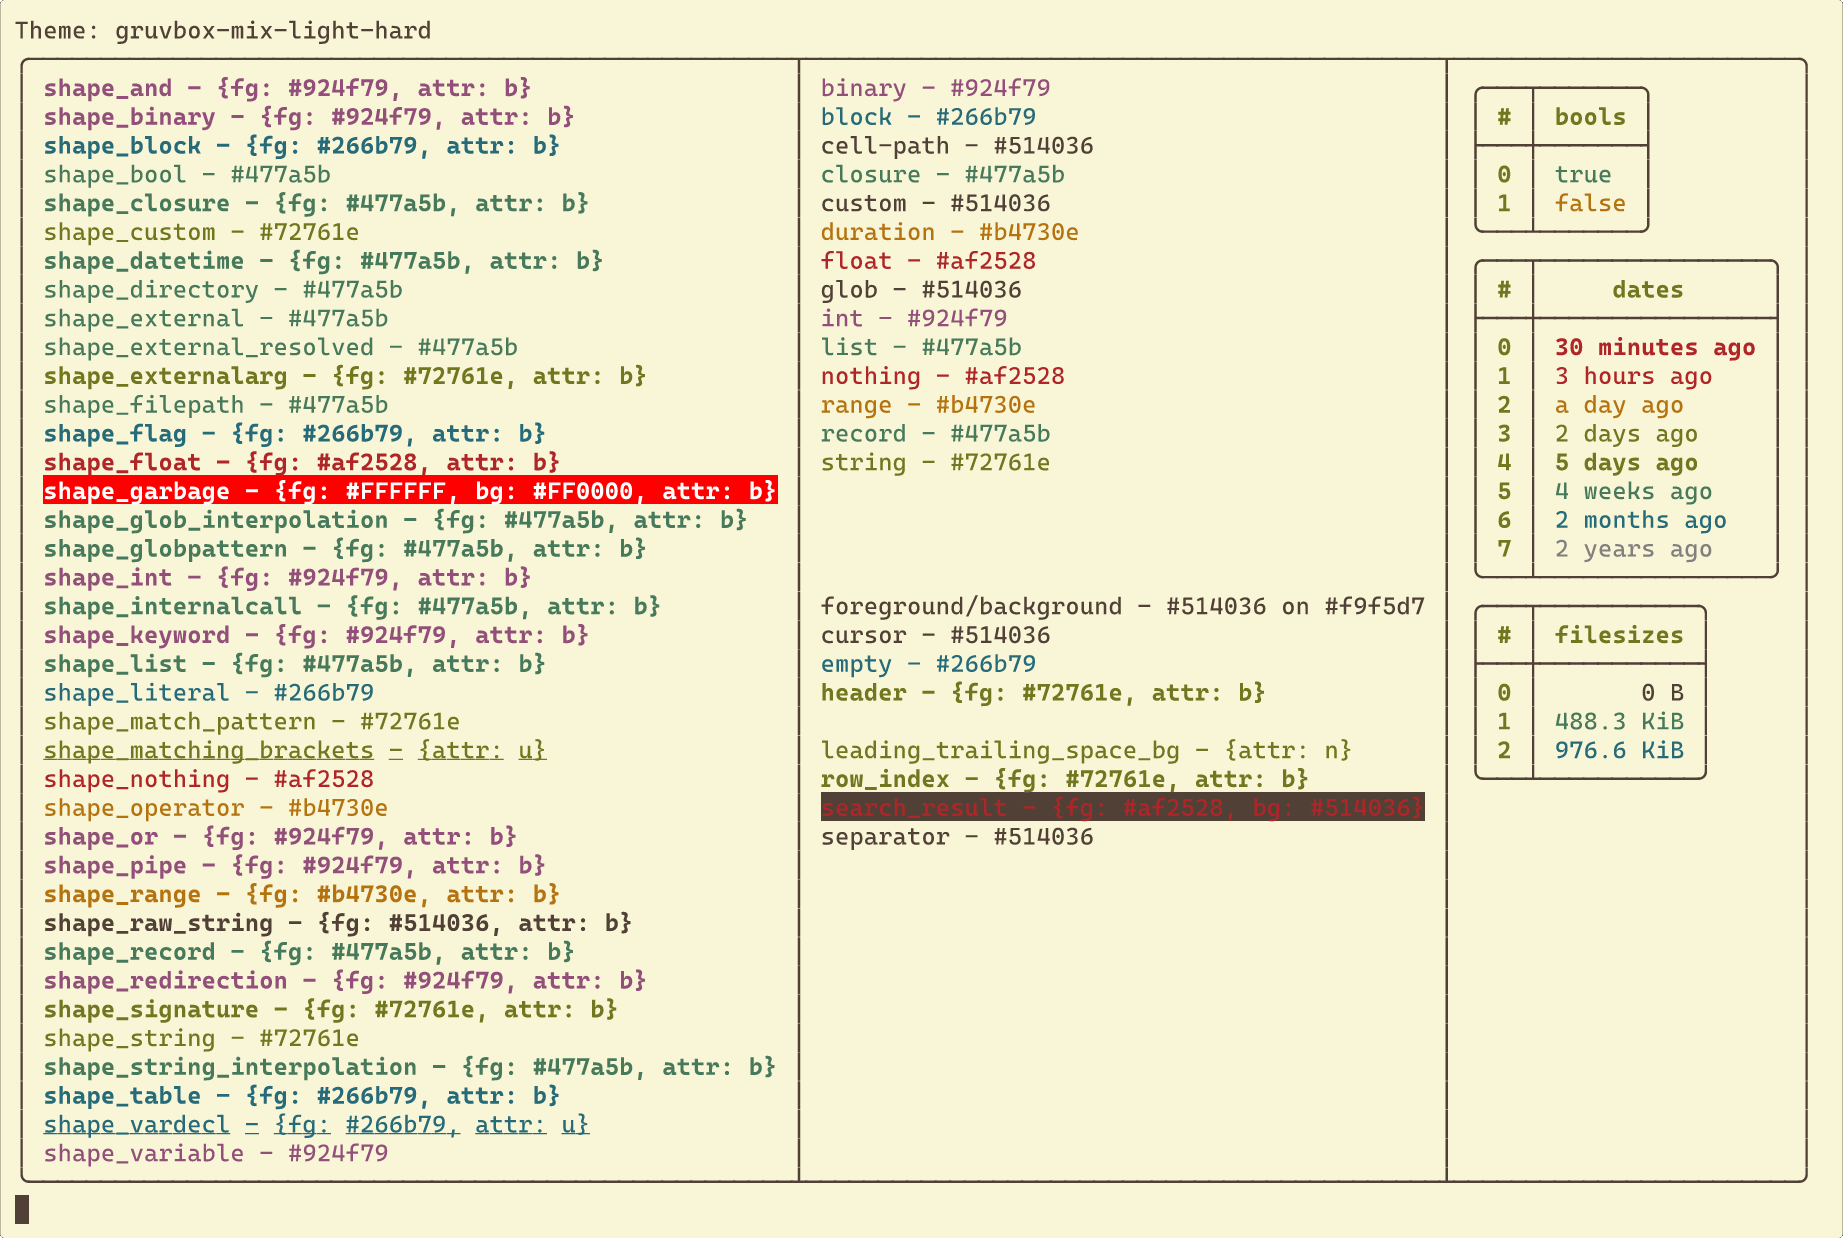 Theme: gruvbox-mix-light-hard
shape_and - {fg: #924f79, attr: b}
shape_binary - {fg: #924f79, attr: b}
shape_block - {fg: #266b79, attr: b}
shape_bool - #477a5b
shape_closure - {fg: #477a5b, attr: b}
shape_custom - #72761e
shape_datetime - {fg: #477a5b, attr: b}
shape_directory - #477a5b
shape_external - #477a5b
shape_external_resolved - #477a5b
shape_externalarg - {fg: #72761e, attr: b}
shape_filepath - #477a5b
shape_flag - {fg: #266b79, attr: b}
shape_float - {fg: #af2528, attr: b}
shape_garbage - {fg: #FFFFFF, bg: #FF0000, attr: b}
shape_glob_interpolation - {fg: #477a5b, attr: b}
shape_globpattern - {fg: #477a5b, attr: b}
shape_int - {fg: #924f79, attr: b}
shape_internalcall - {fg: #477a5b, attr: b}
shape_keyword - {fg: #924f79, attr: b}
shape_list - {fg: #477a5b, attr: b}
shape_literal - #266b79
shape_match_pattern - #72761e
shape_matching_brackets - {attr: u}
shape_nothing - #af2528
shape_operator - #b4730e
shape_or - {fg: #924f79, attr: b}
shape_pipe - {fg: #924f79, attr: b}
shape_range - {fg: #b4730e, attr: b}
shape_raw_string - {fg: #514036, attr: b}
shape_record - {fg: #477a5b, attr: b}
shape_redirection - {fg: #924f79, attr: b}
shape_signature - {fg: #72761e, attr: b}
shape_string - #72761e
shape_string_interpolation - {fg: #477a5b, attr: b}
shape_table - {fg: #266b79, attr: b}
shape_vardecl - {fg: #266b79, attr: u}
shape_variable - #924f79
binary - #924f79
block - #266b79
cell-path - #514036
closure - #477a5b
custom - #514036
duration - #b4730e
float - #af2528
glob - #514036
int - #924f79
list - #477a5b
nothing - #af2528
range - #b4730e
record - #477a5b
string - #72761e
foreground/background - #514036 on #f9f5d7
cursor - #514036
empty - #266b79
header - {fg: #72761e, attr: b}
leading_trailing_space_bg - {attr: n}
row_index - {fg: #72761e, attr: b}
search_result - {fg: #af2528, bg: #514036}
separator - #514036
# bools
0 true
1 false
# dates
0 30 minutes ago
1 3 hours ago
2 a day ago
3 2 days ago
4 5 days ago
5 4 weeks ago
6 2 months ago
7 2 years ago
# filesizes
0 0 B
1 488.3 KiB
2 976.6 KiB